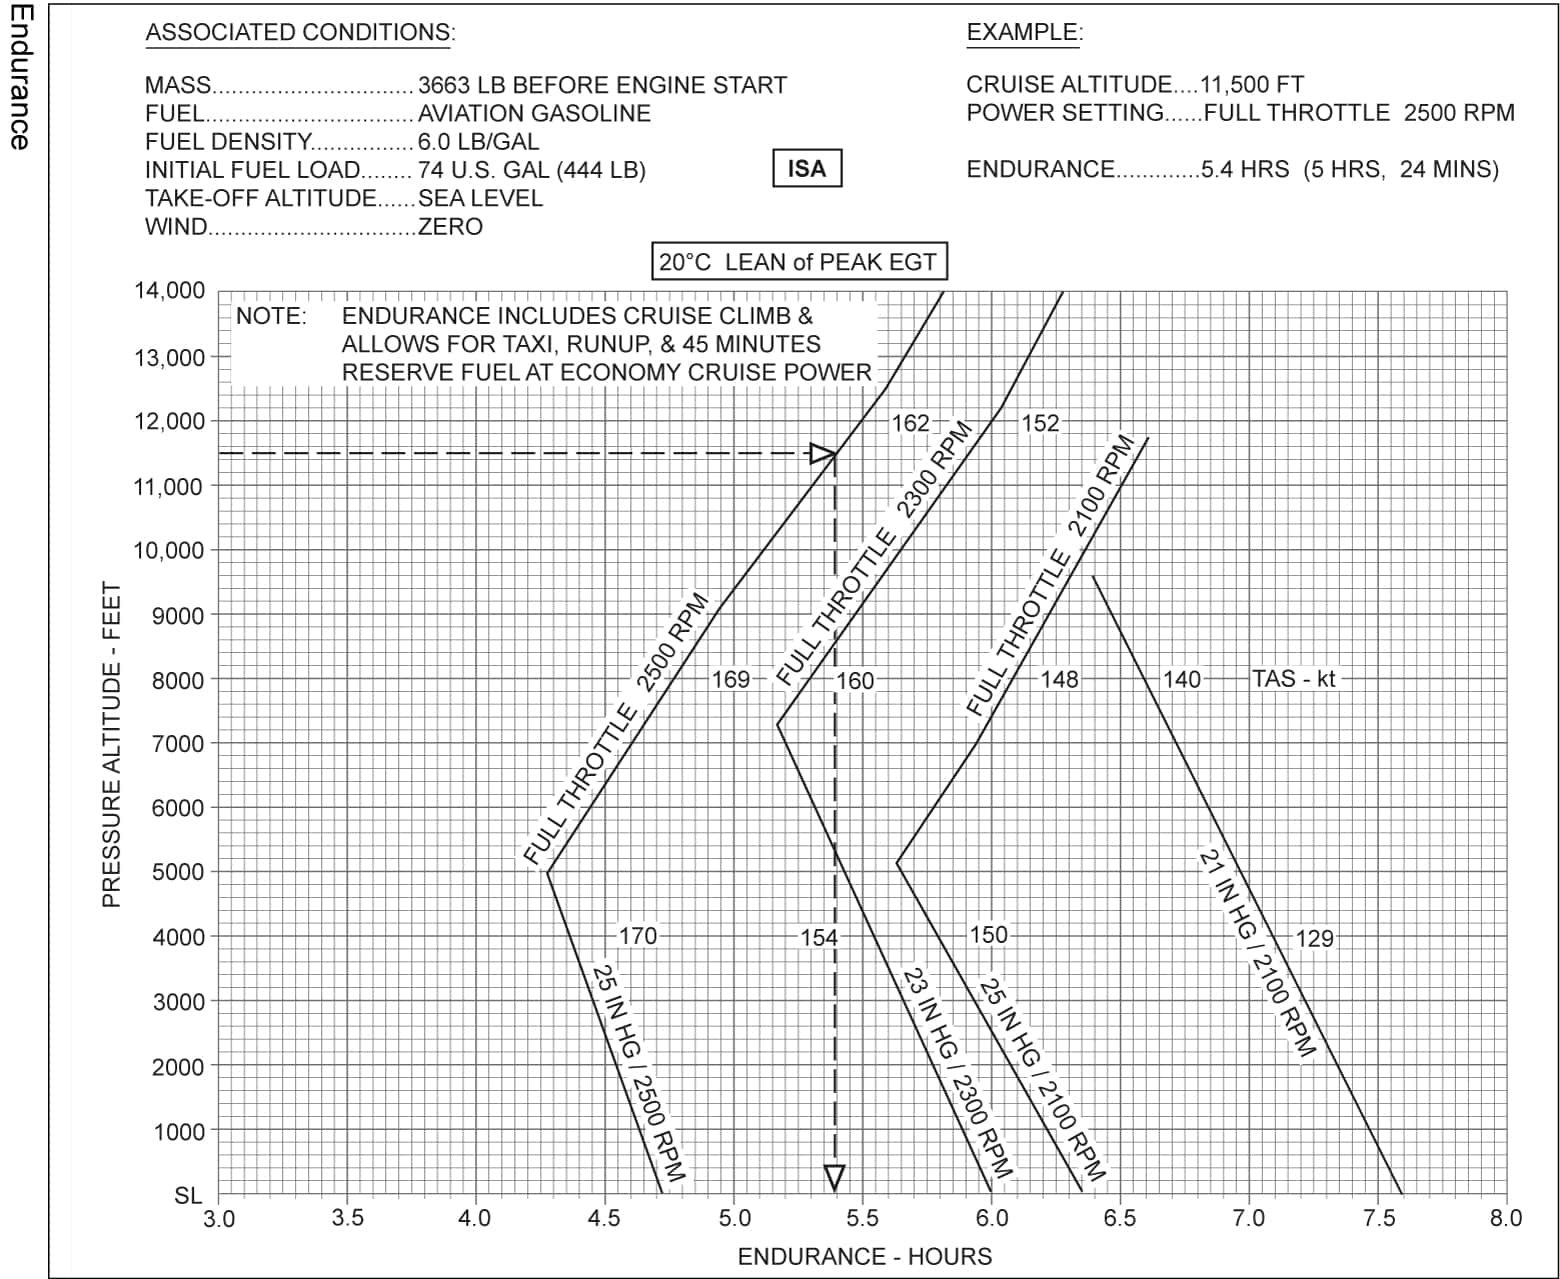 Endurance
ASSOCIATED CONDITIONS:
MASS............................... 3663 LB BEFORE ENGINE START
FUEL................................ AVIATION GASOLINE
FUEL DENSITY................ 6.0 LB/GAL
INITIAL FUEL LOAD........ 74 U.S. GAL (444 LB)
TAKE-OFF ALTITUDE...... SEA LEVEL
WIND................................ ZERO
EXAMPLE:
CRUISE ALTITUDE....11,500 FT
POWER SETTING......FULL THROTTLE 2500 RPM
ENDURANCE.............5.4 HRS (5 HRS, 24 MINS)
ISA
20°C LEAN of PEAK EGT
NOTE: ENDURANCE INCLUDES CRUISE CLIMB &
ALLOWS FOR TAXI, RUNUP, & 45 MINUTES
RESERVE FUEL AT ECONOMY CRUISE POWER
PRESSURE ALTITUDE - FEET
14,000
13,000
12,000
11,000
10,000
9000
8000
7000
6000
5000
4000
3000
2000
1000
SL
162
152
FULL THROTTLE 2500 RPM
FULL THROTTLE 2300 RPM
FULL THROTTLE 2100 RPM
169
160
148
140
TAS - kt
170
154
150
129
25 IN HG / 2500 RPM
23 IN HG / 2300 RPM
25 IN HG / 2100 RPM
21 IN HG / 2100 RPM
3.0 3.5 4.0 4.5 5.0 5.5 6.0 6.5 7.0 7.5 8.0
ENDURANCE - HOURS